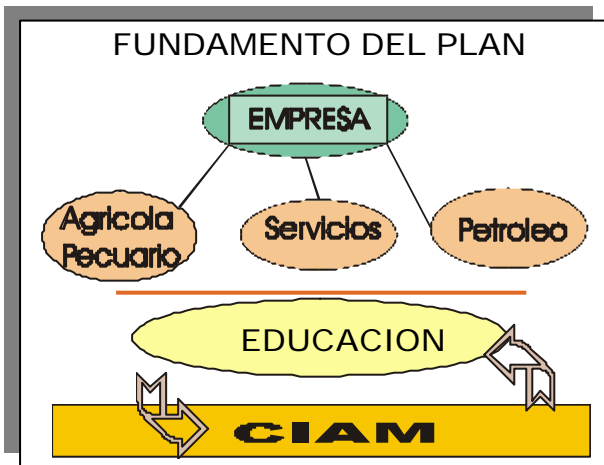 FUNDAMENTO DEL PLAN
EMPRESA
Agricola
Pecuario
Servicios
Petroleo
EDUCACION
CIAM